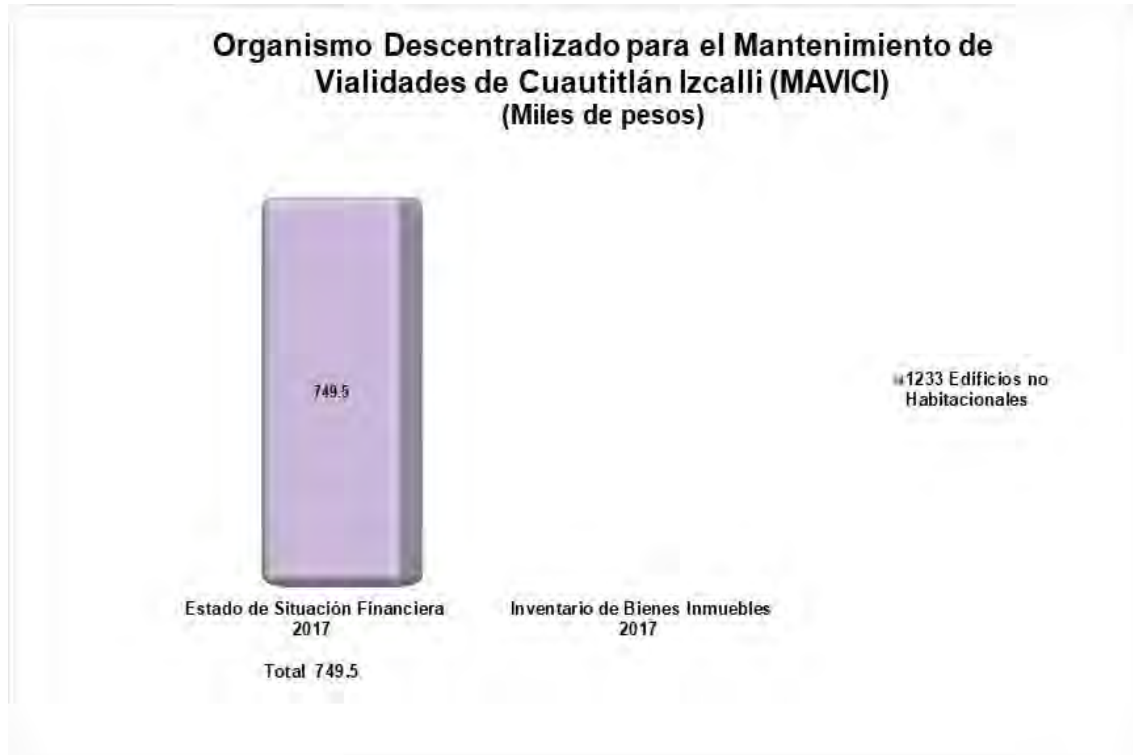 Organismo Descentralizado para el Mantenimiento de
Vialidades de Cuautitlán Izcalli (MAVICI)
(Miles de pesos)
749.5
1233 Edificios no
Habitacionales
Estado de Situación Financiera
2017
Inventario de Bienes Inmuebles
2017
Total 749.5